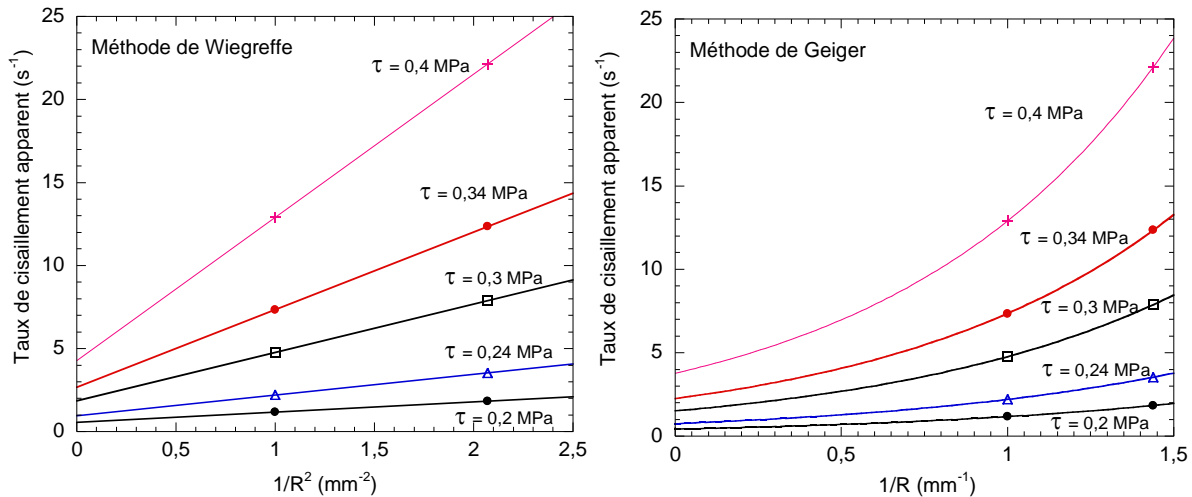 Méthode de Wiegreffe
Taux de cisaillement apparent (s⁻¹)
25
20
15
10
5
0
τ = 0,4 MPa
τ = 0,34 MPa
τ = 0,3 MPa
τ = 0,24 MPa
τ = 0,2 MPa
0 0,5 1 1,5 2 2,5
1/R² (mm⁻²)
Méthode de Geiger
Taux de cisaillement apparent (s⁻¹)
25
20
15
10
5
0
τ = 0,4 MPa
τ = 0,34 MPa
τ = 0,3 MPa
τ = 0,24 MPa
τ = 0,2 MPa
0 0,5 1 1,5
1/R (mm⁻¹)